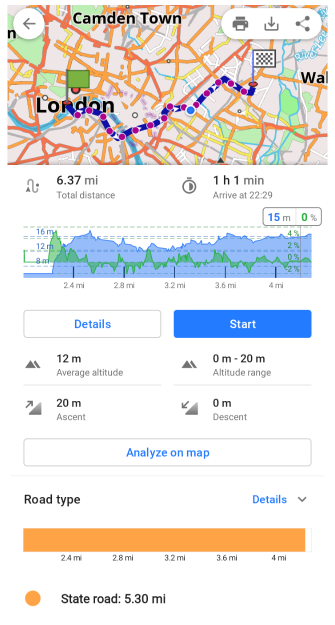 Camden Town
n
London
Wal
6.37 mi
Total distance
1 h 1 min
Arrive at 22:29
15 m 0 %
16 m
12 m
8 m
4 %
2 %
0 %
-2 %
2.4 mi 2.8 mi 3.2 mi 3.6 mi 4 mi
Details
Start
12 m
Average altitude
0 m - 20 m
Altitude range
20 m
Ascent
0 m
Descent
Analyze on map
Road type
Details
2.4 mi 2.8 mi 3.2 mi 3.6 mi 4 mi
State road: 5.30 mi